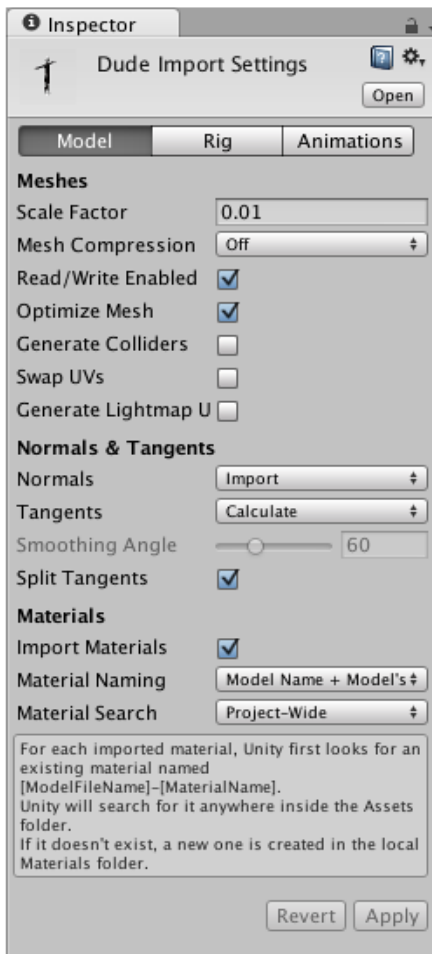 Inspector
Dude Import Settings
Open
Model Rig Animations
Meshes
Scale Factor 0.01
Mesh Compression Off
Read/Write Enabled
Optimize Mesh
Generate Colliders
Swap UVs
Generate Lightmap U
Normals & Tangents
Normals Import
Tangents Calculate
Smoothing Angle 60
Split Tangents
Materials
Import Materials
Material Naming Model Name + Model's
Material Search Project-Wide
For each imported material, Unity first looks for an
existing material named
[ModelFileName]-[MaterialName].
Unity will search for it anywhere inside the Assets
folder.
If it doesn't exist, a new one is created in the local
Materials folder.
Revert Apply